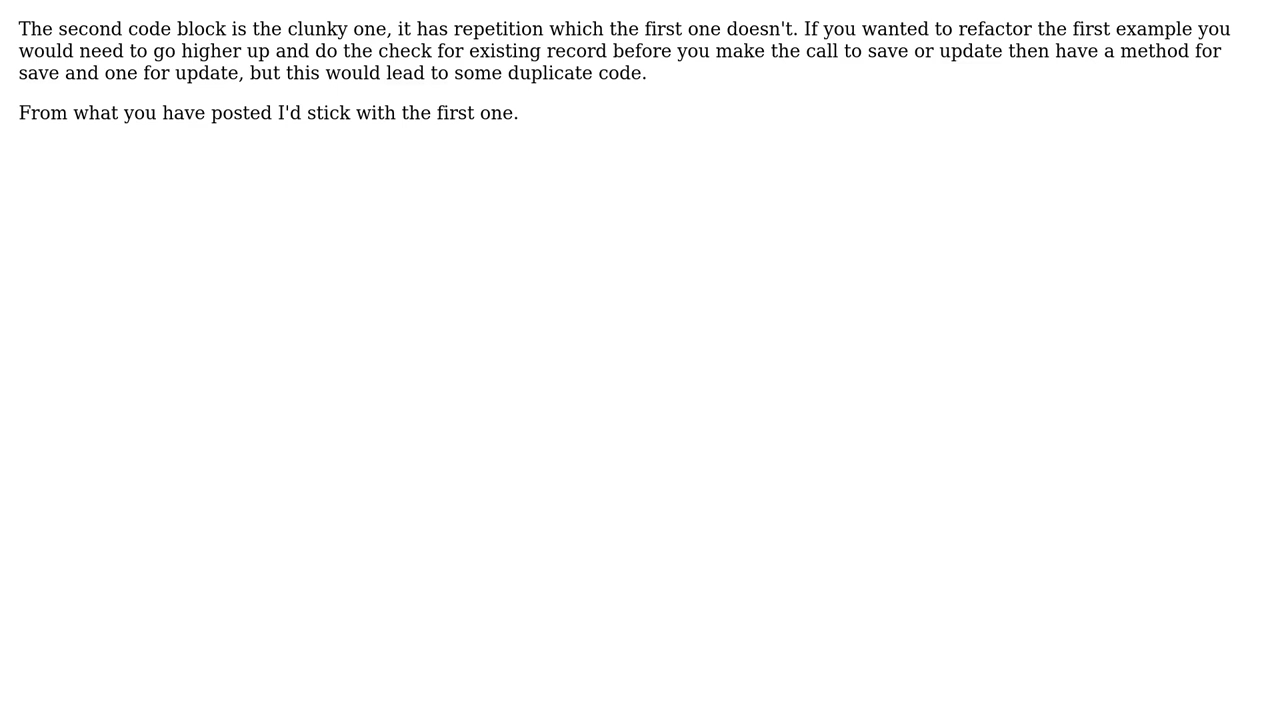 The second code block is the clunky one, it has repetition which the first one doesn't. If you wanted to refactor the first example you
would need to go higher up and do the check for existing record before you make the call to save or update then have a method for
save and one for update, but this would lead to some duplicate code.
From what you have posted I'd stick with the first one.